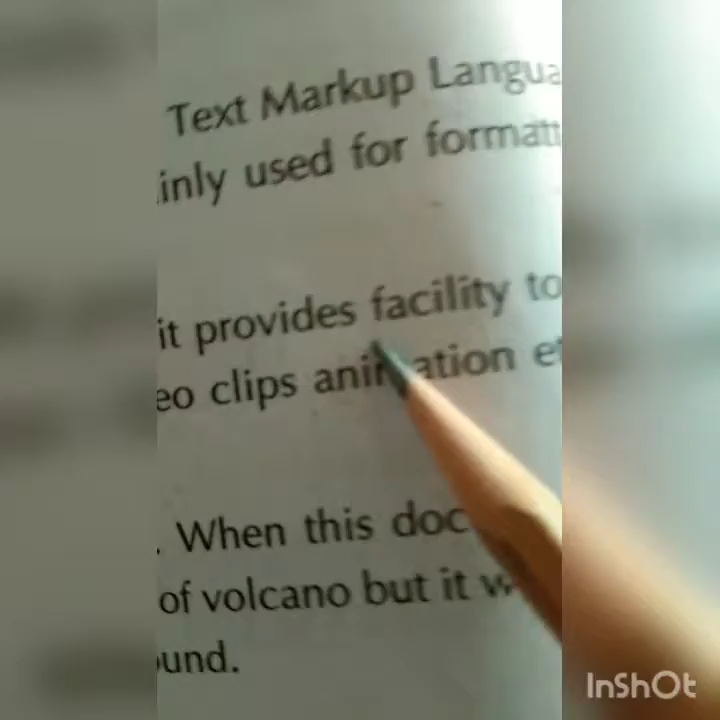 Text Markup Langua
inly used for formatt
it provides facility to
eo clips animation et
. When this doc
of volcano but it w
und.
InShOt